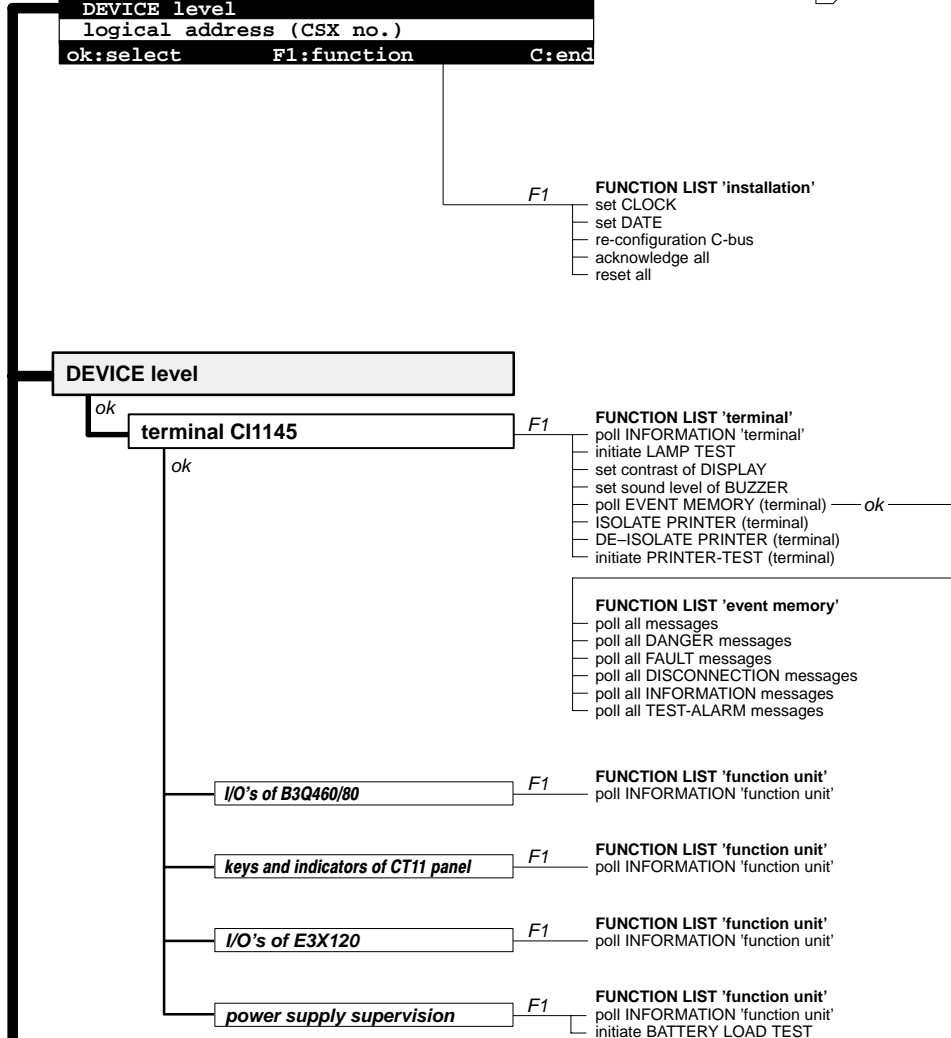 DEVICE level
logical address (CSX no.)
ok:select F1:function C:end
F1 FUNCTION LIST ’installation’
set CLOCK
set DATE
re-configuration C-bus
acknowledge all
reset all
DEVICE level
ok
terminal CI1145
ok
F1 FUNCTION LIST ’terminal’
poll INFORMATION ’terminal’
initiate LAMP TEST
set contrast of DISPLAY
set sound level of BUZZER
poll EVENT MEMORY (terminal) ok
ISOLATE PRINTER (terminal)
DE–ISOLATE PRINTER (terminal)
initiate PRINTER-TEST (terminal)
FUNCTION LIST ’event memory’
poll all messages
poll all DANGER messages
poll all FAULT messages
poll all DISCONNECTION messages
poll all INFORMATION messages
poll all TEST-ALARM messages
I/O’s of B3Q460/80 F1 FUNCTION LIST ’function unit’
poll INFORMATION ’function unit’
keys and indicators of CT11 panel F1 FUNCTION LIST ’function unit’
poll INFORMATION ’function unit’
I/O’s of E3X120 F1 FUNCTION LIST ’function unit’
poll INFORMATION ’function unit’
power supply supervision F1 FUNCTION LIST ’function unit’
poll INFORMATION ’function unit’
initiate BATTERY LOAD TEST